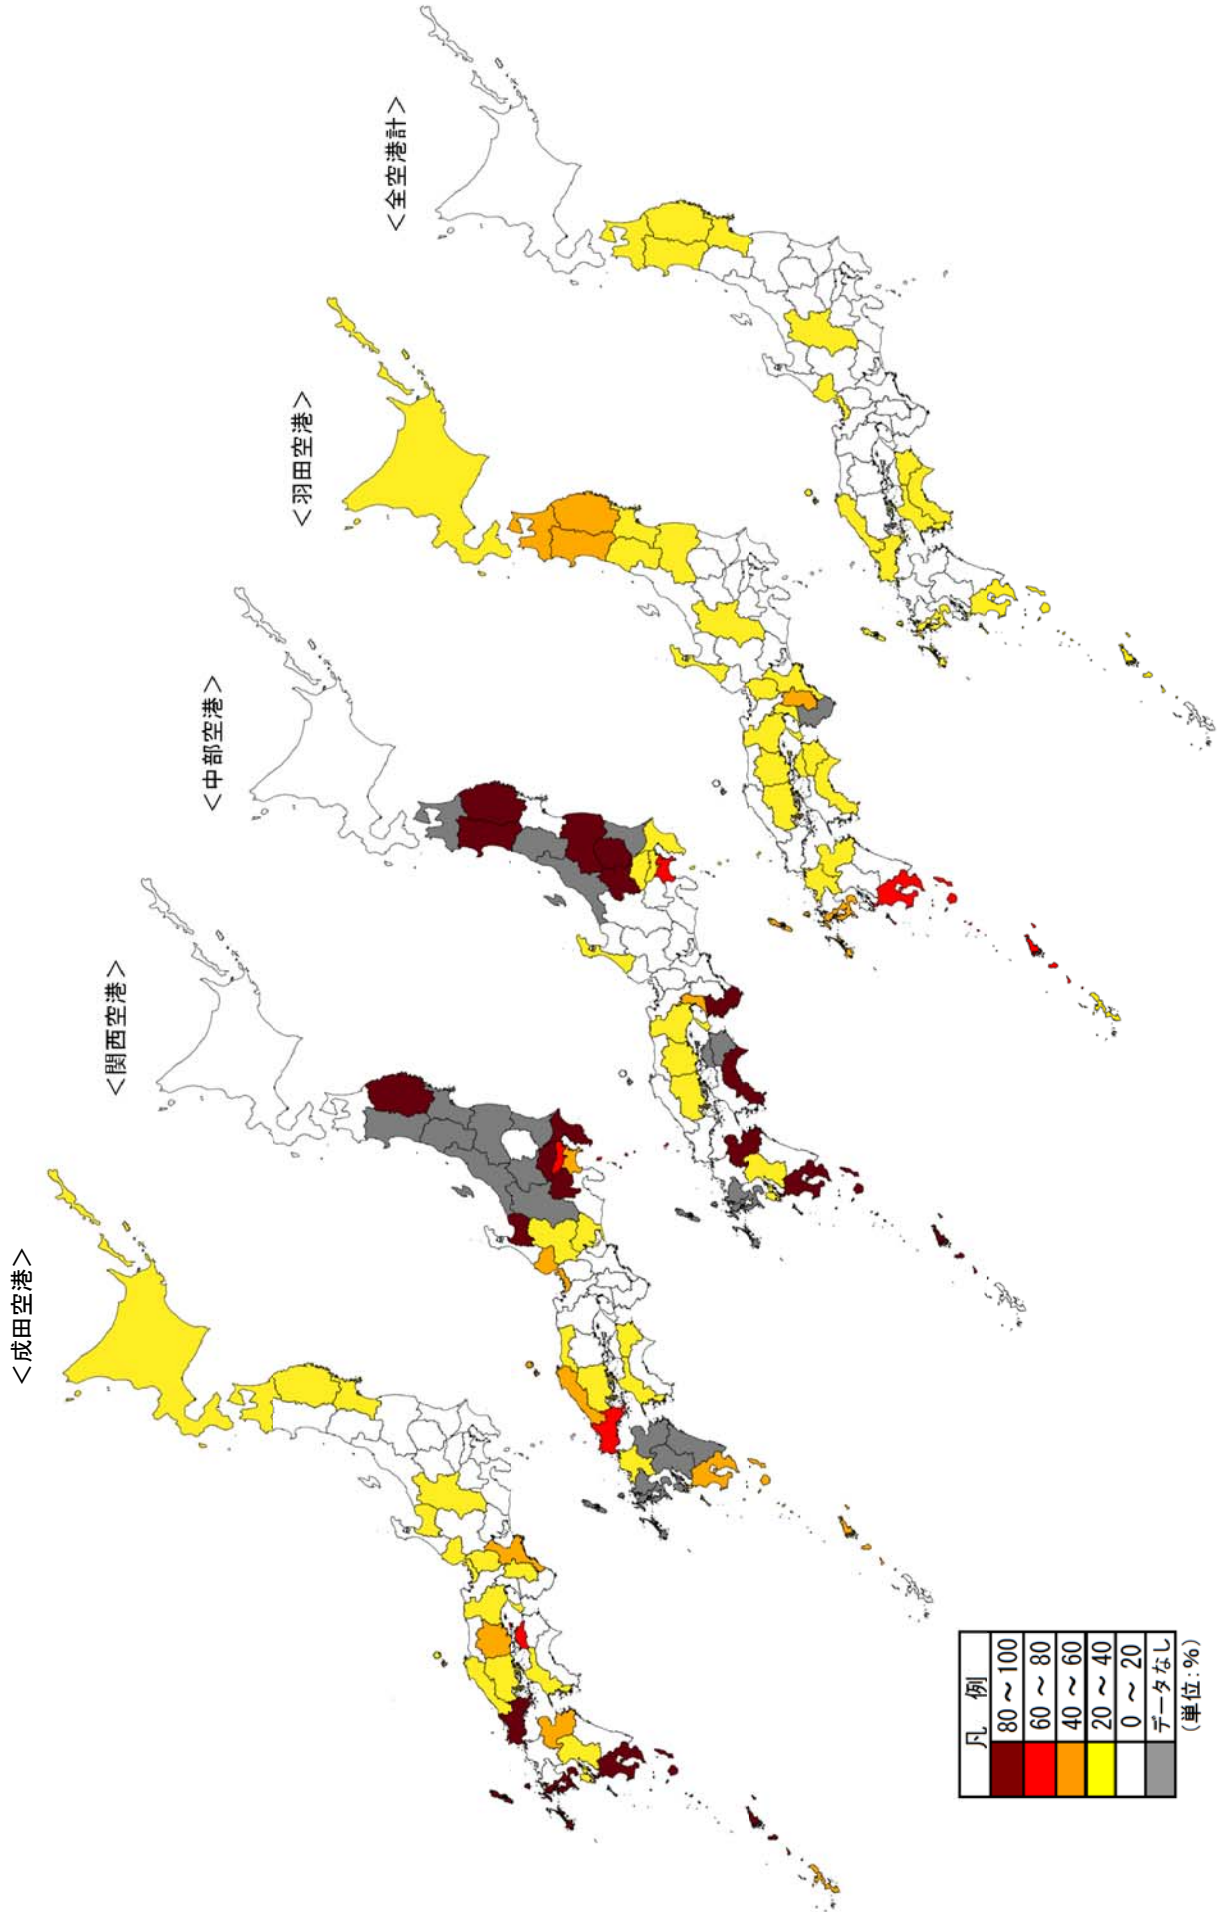 ＜成田空港＞
＜関西空港＞
＜中部空港＞
＜羽田空港＞
＜全空港計＞
凡　例
80 ～ 100
60 ～ 80
40 ～ 60
20 ～ 40
0 ～ 20
データなし
(単位: %)